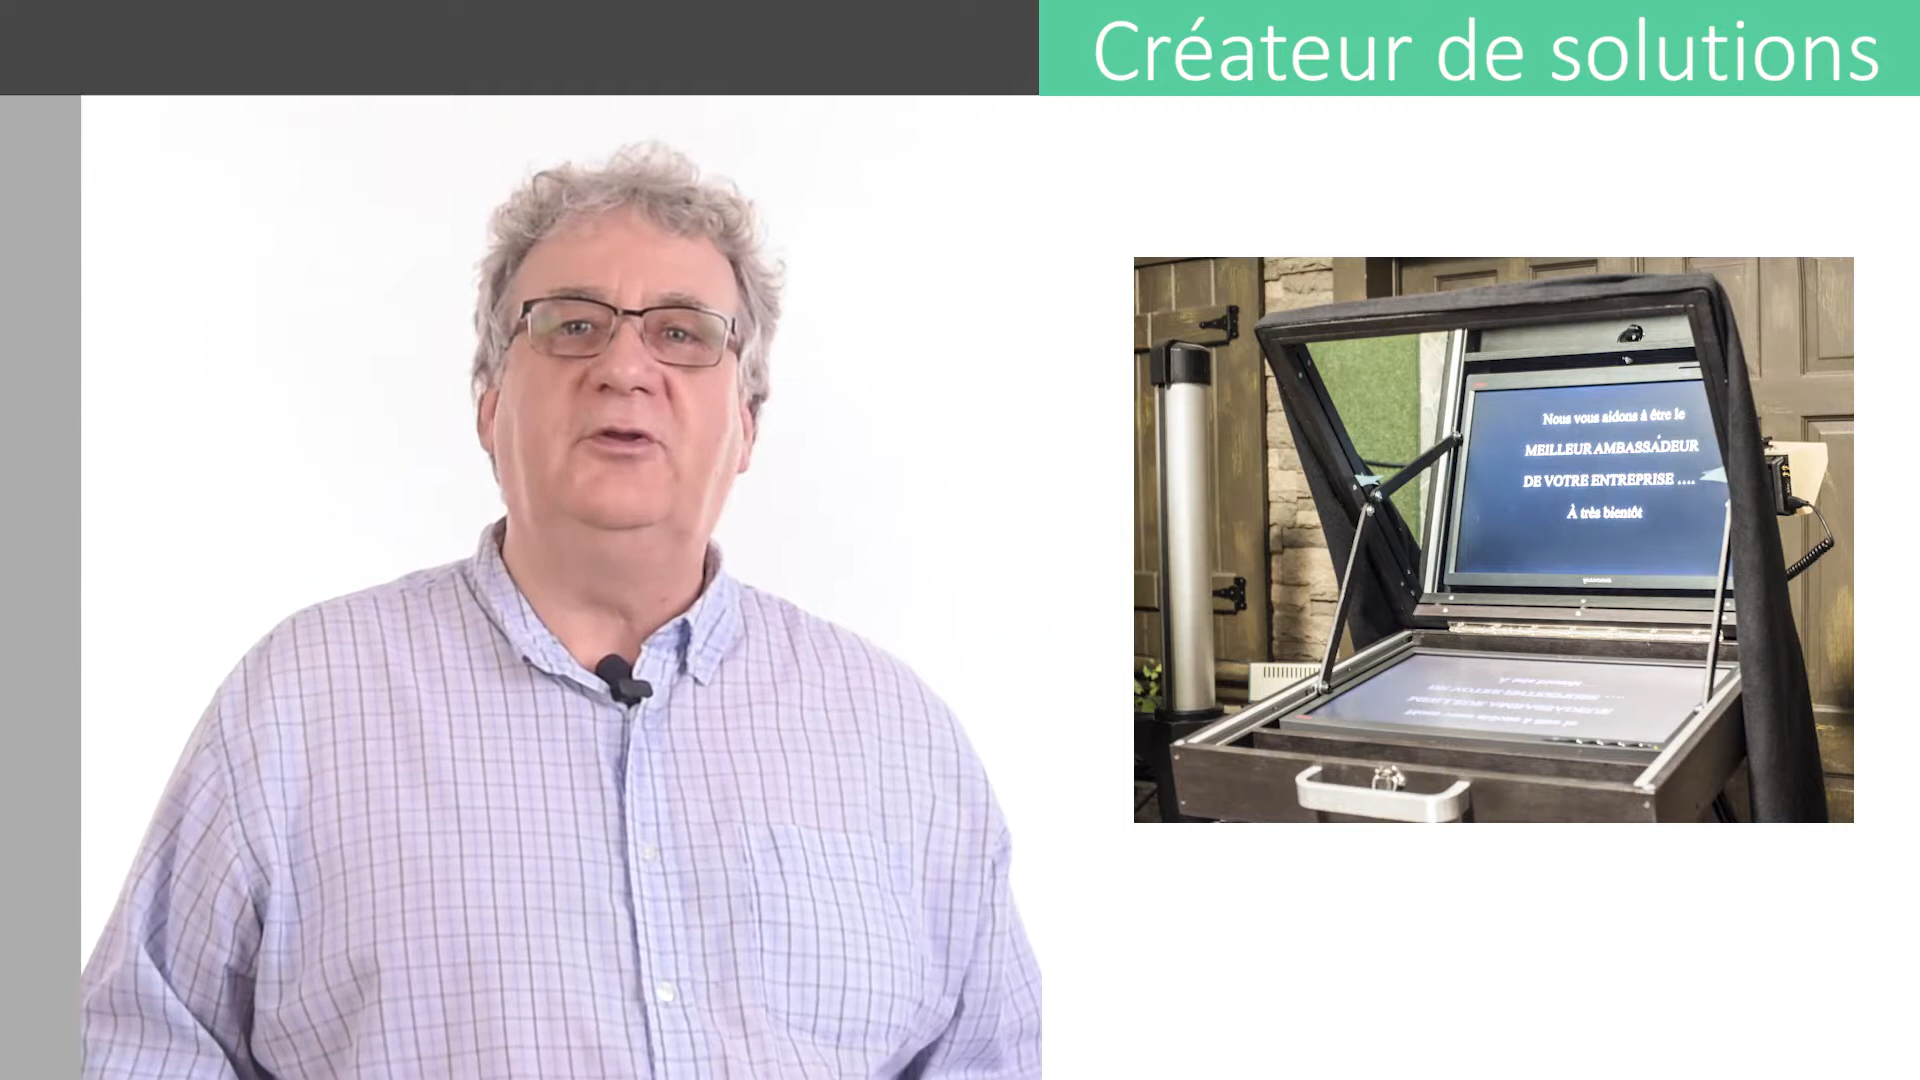 Créateur de solutions
Nous vous aidons à être le
MEILLEUR AMBASSADEUR
DE VOTRE ENTREPRISE ....
À très bientôt